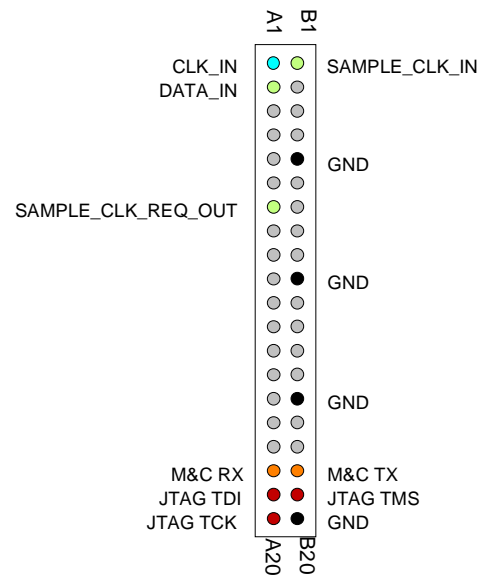 A1 B1
CLK_IN SAMPLE_CLK_IN
DATA_IN
GND
SAMPLE_CLK_REQ_OUT
GND
GND
M&C RX M&C TX
JTAG TDI JTAG TMS
JTAG TCK GND
A20 B20